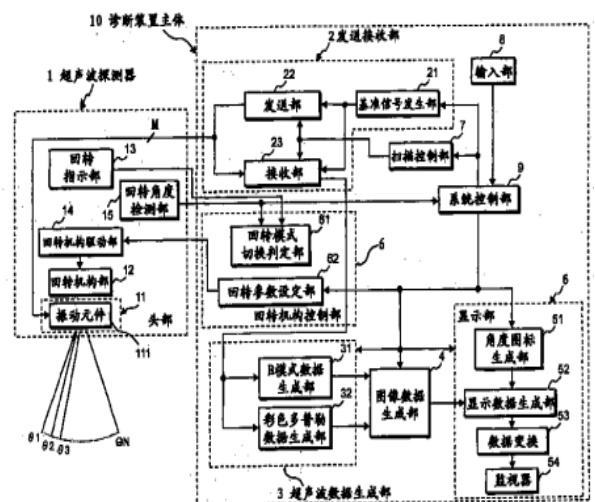 10 诊断装置主体
2 发送接收部
8
输入部
1 超声波探测器
22
发送部
21
基准信号发生部
M
7
扫描控制部
13
回转
指示部
23
接收部
9
系统控制部
15
回转角度
检测部
14
回转机构驱动部
61
回转模式
切换判定部
5
12
回转机构部
62
回转参数设定部
回转机构控制部
6
11
振动元件
111
头部
显示部
51
角度图标
生成部
31
B模式数据
生成部
4
图像数据
生成部
52
显示数据生成部
32
彩色多普勒
数据生成部
53
数据变换
54
监视器
θ1
θ2
θ3
θN
3 超声波数据生成部